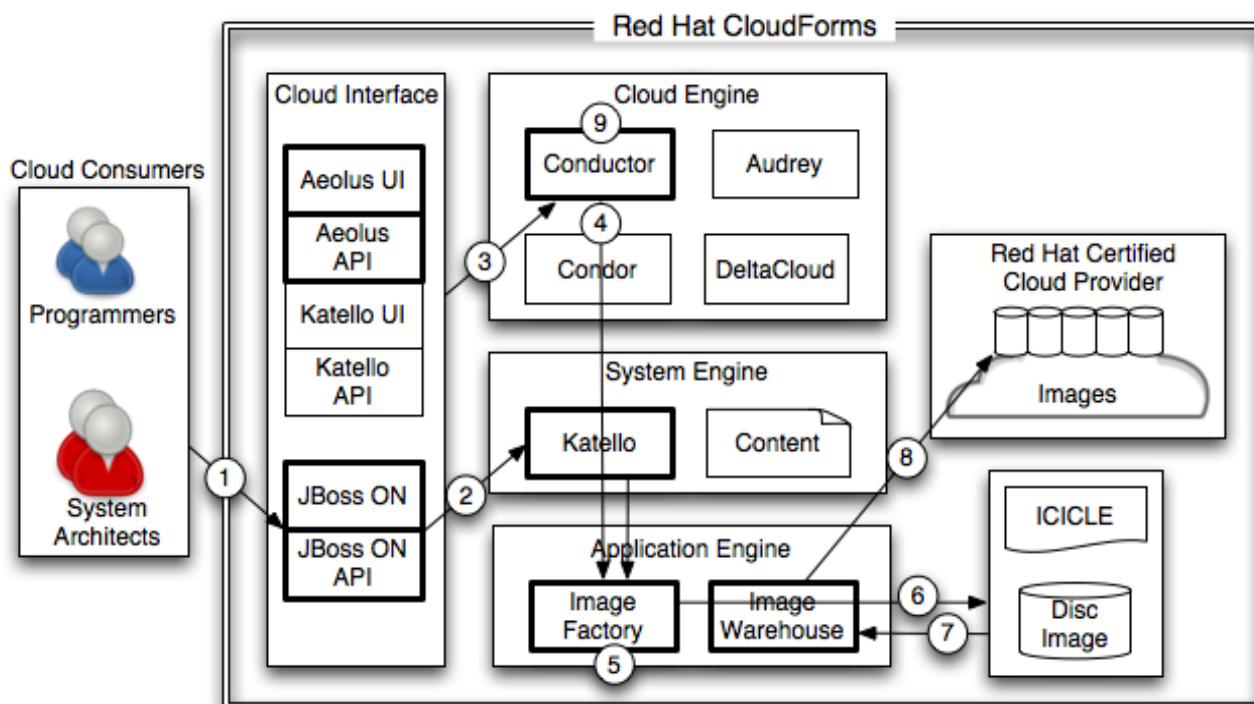 Red Hat CloudForms
Cloud Consumers
Programmers
System
Architects
1
Cloud Interface
Aeolus UI
Aeolus
API
Katello UI
Katello
API
JBoss ON
JBoss ON
API
2
3
Cloud Engine
9
Conductor
Audrey
4
Condor
DeltaCloud
System Engine
Katello
Content
Application Engine
Image
Factory
5
Image
Warehouse
6
7
8
Red Hat Certified
Cloud Provider
Images
ICICLE
Disc
Image